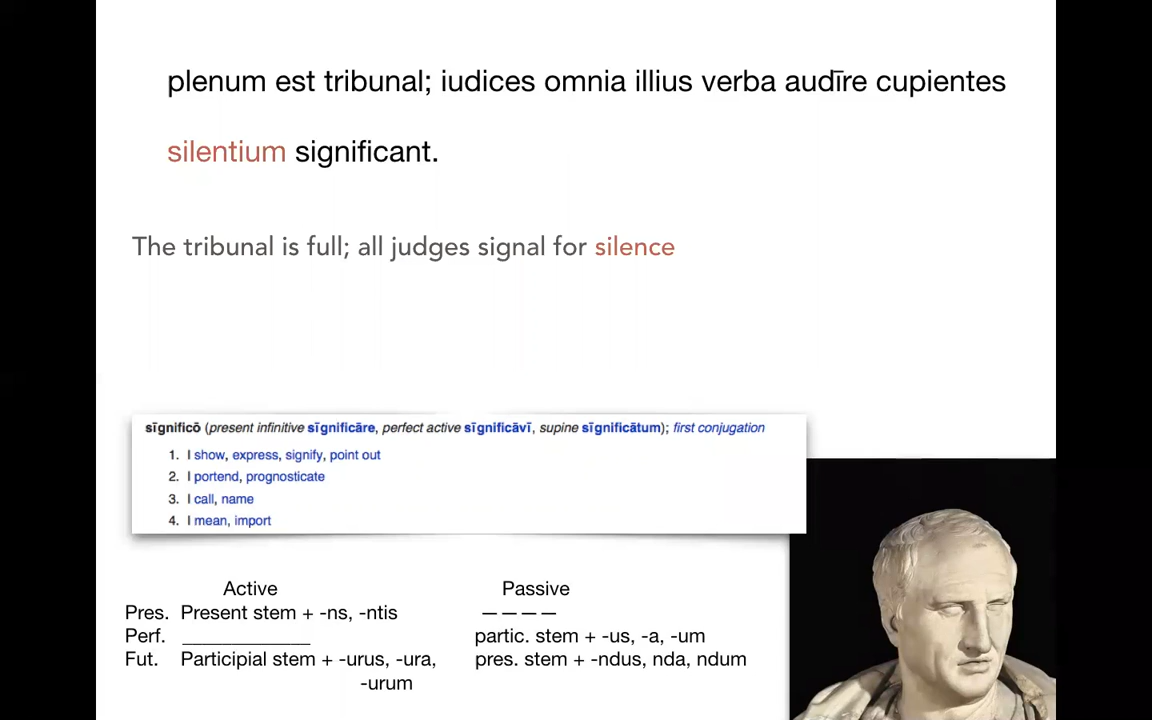 plenum est tribunal; iudices omnia illius verba audīre cupientes
silentium significant.
The tribunal is full; all judges signal for silence
sīgnificō (present infinitive sīgnificāre, perfect active sīgnificāvī, supine sīgnificātum); first conjugation
1. I show, express, signify, point out
2. I portend, prognosticate
3. I call, name
4. I mean, import
Active Passive
Pres. Present stem + -ns, -ntis ————
Perf. ____________ partic. stem + -us, -a, -um
Fut. Participial stem + -urus, -ura, pres. stem + -ndus, nda, ndum
-urum